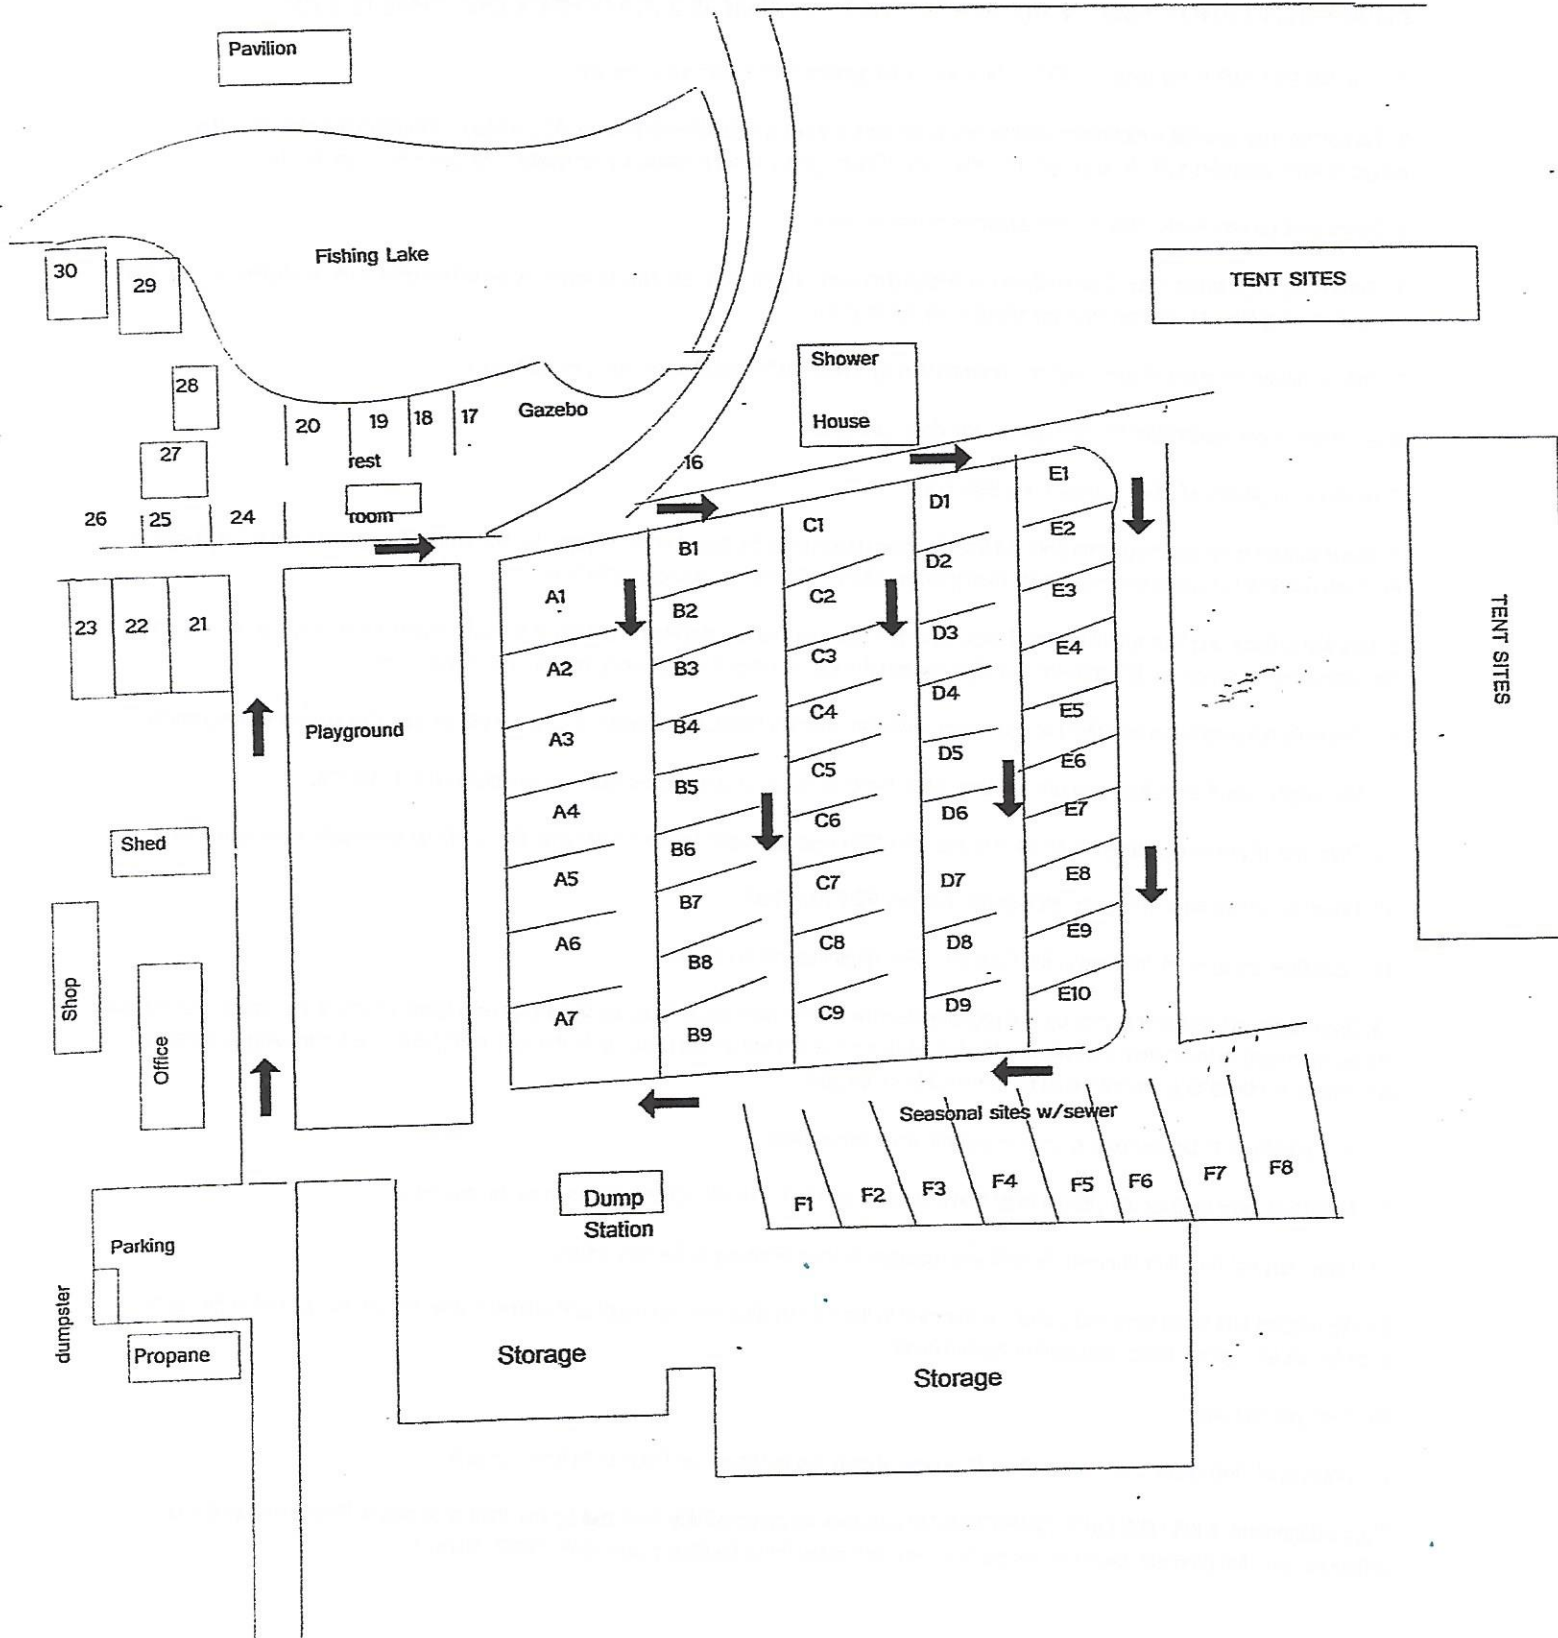 Pavilion
Fishing Lake
30
29
TENT SITES
28
Shower
House
20
19
18
17
Gazebo
27
rest
room
16
26
25
24
23
22
21
Playground
A1
A2
A3
A4
A5
A6
A7
B1
B2
B3
B4
B5
B6
B7
B8
B9
C1
C2
C3
C4
C5
C6
C7
C8
C9
D1
D2
D3
D4
D5
D6
D7
D8
D9
E1
E2
E3
E4
E5
E6
E7
E8
E9
E10
TENT SITES
Shed
Shop
Office
Seasonal sites w/sewer
F1
F2
F3
F4
F5
F6
F7
F8
Dump
Station
Parking
dumpster
Propane
Storage
Storage